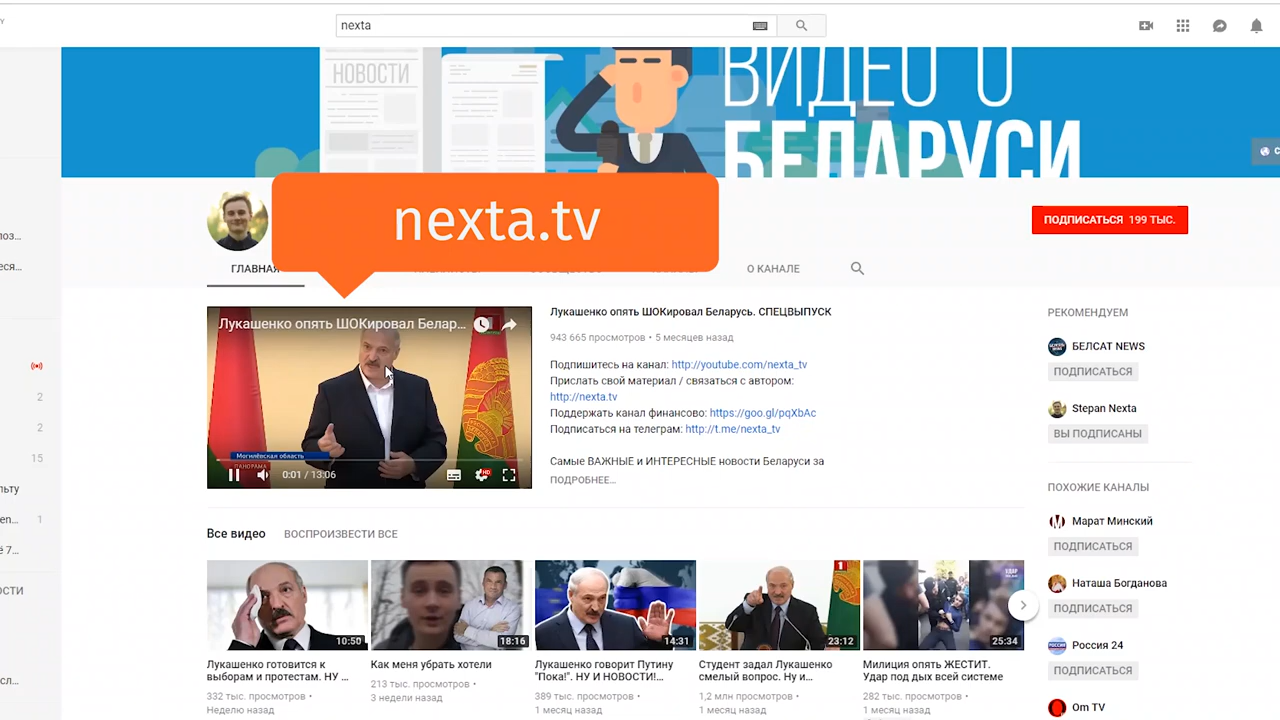 nexta
НОВОСТИ
ВИДЕО О
БЕЛАРУСИ
nexta.tv
ПОДПИСАТЬСЯ 199 ТЫС.
ГЛАВНАЯ
О КАНАЛЕ
Лукашенко опять ШОКировал Белар...
Могилёвская область
ПАНОРАМА
0:01 / 13:06
HD
Лукашенко опять ШОКировал Беларусь. СПЕЦВЫПУСК
943 665 просмотров • 5 месяцев назад
Подпишитесь на канал: http://youtube.com/nexta_tv
Прислать свой материал / связаться с автором:
http://nexta.tv
Поддержать канал финансово: https://goo.gl/pqXbAc
Подписаться на телеграм: http://t.me/nexta_tv
Самые ВАЖНЫЕ и ИНТЕРЕСНЫЕ новости Беларуси за
ПОДРОБНЕЕ...
РЕКОМЕНДУЕМ
БЕЛСАТ NEWS
ПОДПИСАТЬСЯ
Stepan Nexta
ВЫ ПОДПИСАНЫ
ПОХОЖИЕ КАНАЛЫ
Марат Минский
ПОДПИСАТЬСЯ
Наташа Богданова
ПОДПИСАТЬСЯ
Россия 24
ПОДПИСАТЬСЯ
Om TV
2
2
15
1
Все видео
ВОСПРОИЗВЕСТИ ВСЕ
10:50
Лукашенко готовится к
выборам и протестам. НУ ...
332 тыс. просмотров •
Неделю назад
18:16
Как меня убрать хотели
213 тыс. просмотров •
3 недели назад
14:31
Лукашенко говорит Путину
"Пока!". НУ И НОВОСТИ!...
389 тыс. просмотров •
1 месяц назад
1
23:12
Студент задал Лукашенко
смелый вопрос. Ну и...
1,2 млн просмотров •
1 месяц назад
УДАР
25:34
Милиция опять ЖЕСТИТ.
Удар под дых всей системе
282 тыс. просмотров •
1 месяц назад